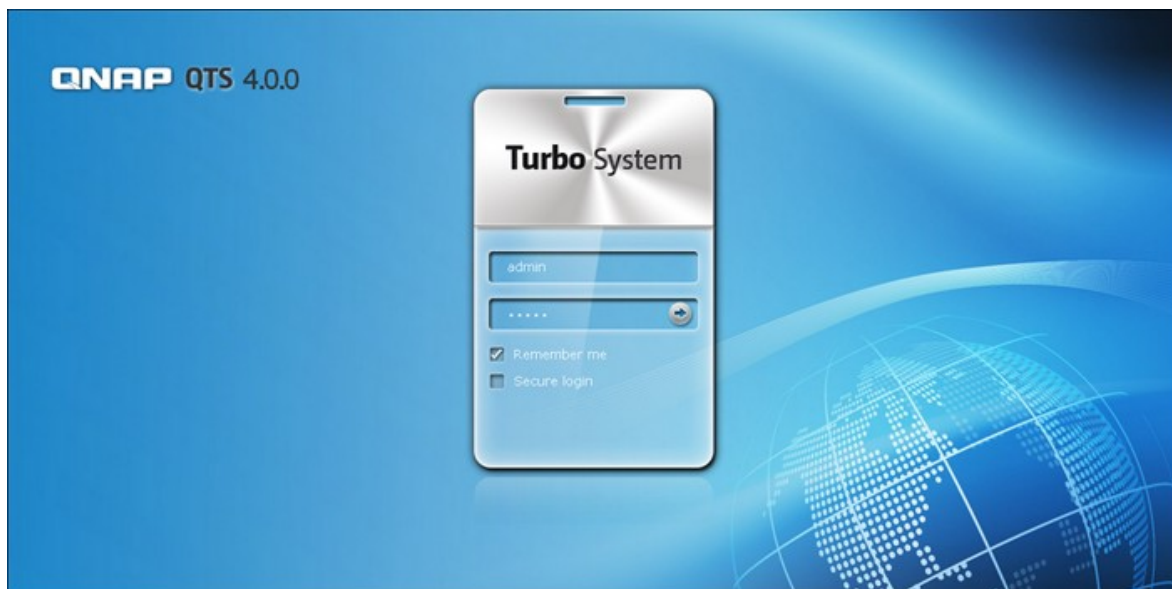 QNAP QTS 4.0.0
Turbo System
admin
•••••
Remember me
Secure login